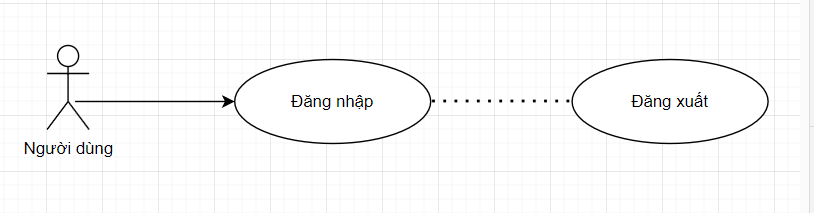 Đăng nhập
Đăng xuất
Người dùng